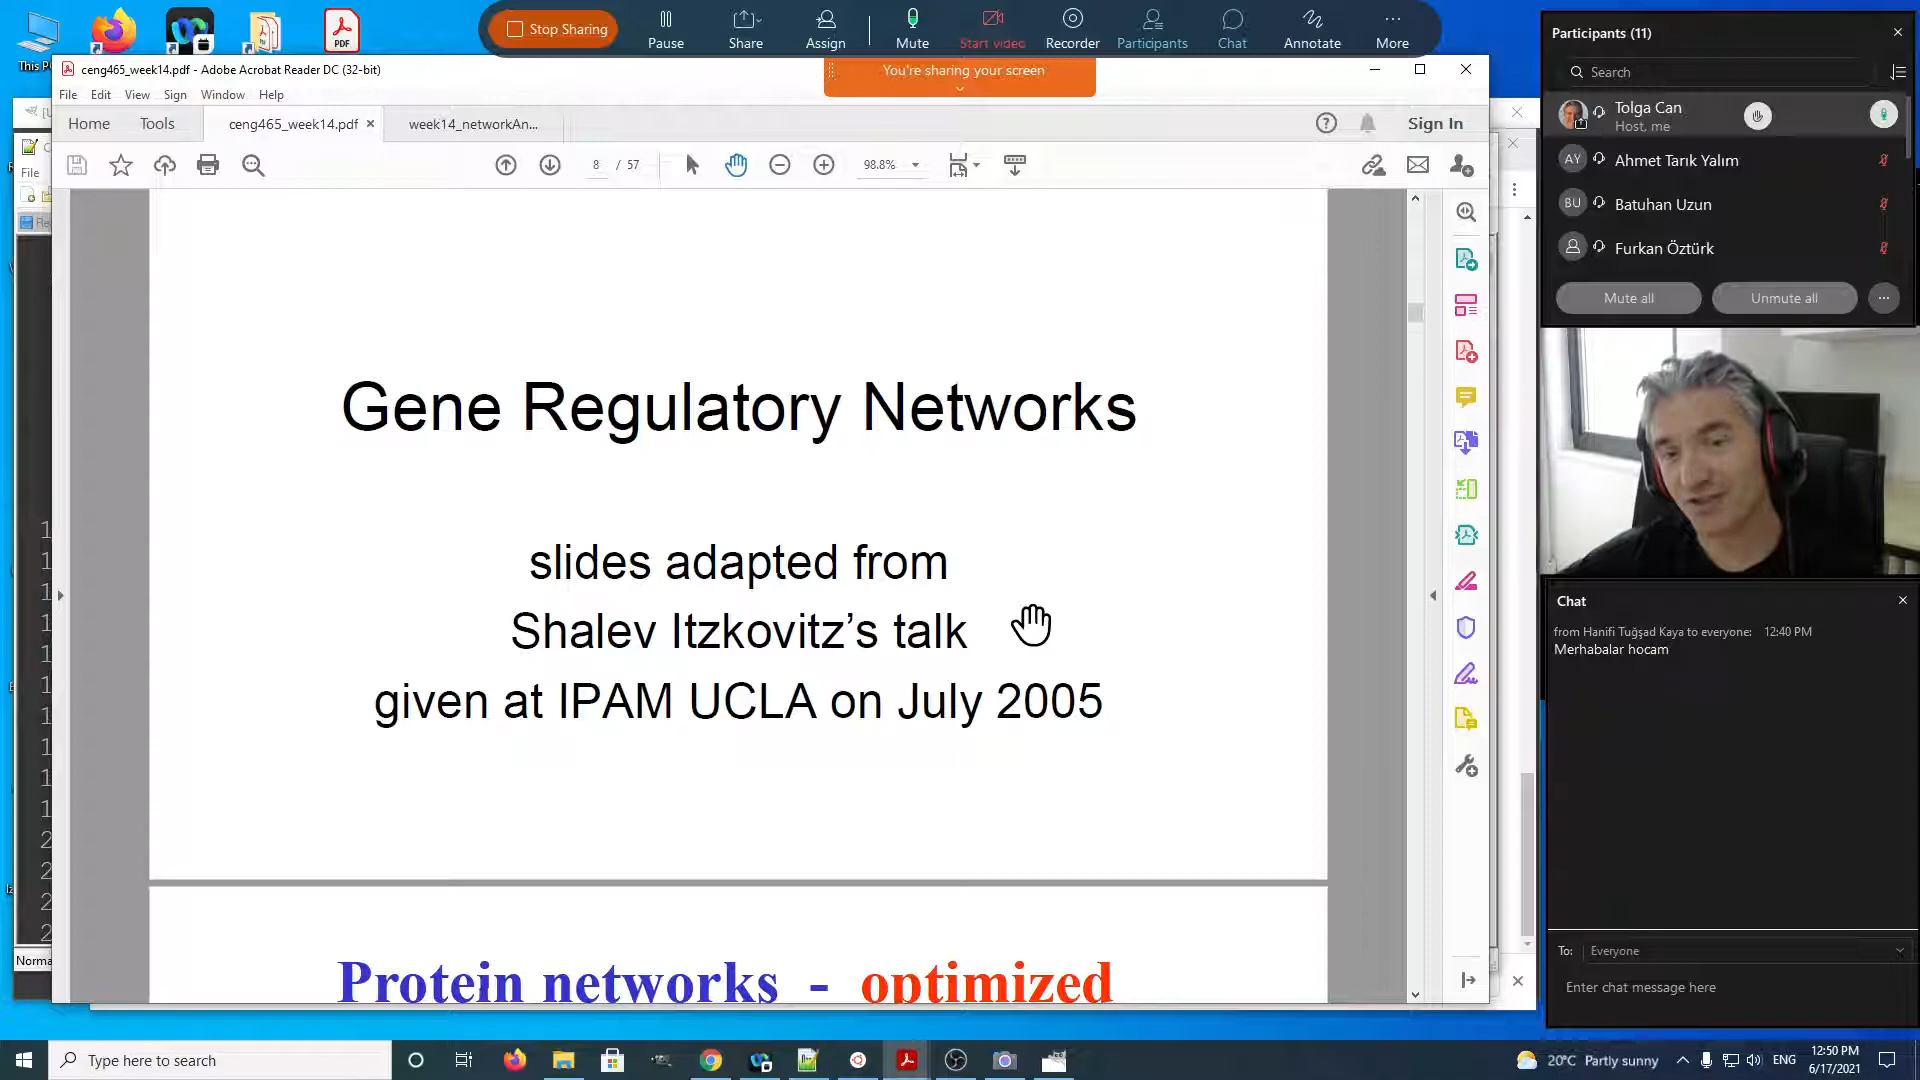 This P
PDF
Stop Sharing
Pause
Share
Assign
Mute
Start video
Recorder
Participants
Chat
Annotate
More
You're sharing your screen
ceng465_week14.pdf - Adobe Acrobat Reader DC (32-bit)
File Edit View Sign Window Help
Home Tools ceng465_week14.pdf week14_networkAn...
Sign In
8 / 57
98.8%
File
Gene Regulatory Networks
slides adapted from
Shalev Itzkovitz’s talk
given at IPAM UCLA on July 2005
Protein networks - optimized
Norma
Participants (11)
Search
Tolga Can
Host, me
AY Ahmet Tarık Yalım
BU Batuhan Uzun
Furkan Öztürk
Mute all Unmute all
Chat
from Hanifi Tuğşad Kaya to everyone: 12:40 PM
Merhabalar hocam
To: Everyone
Enter chat message here
Type here to search
20°C Partly sunny
ENG
12:50 PM
6/17/2021